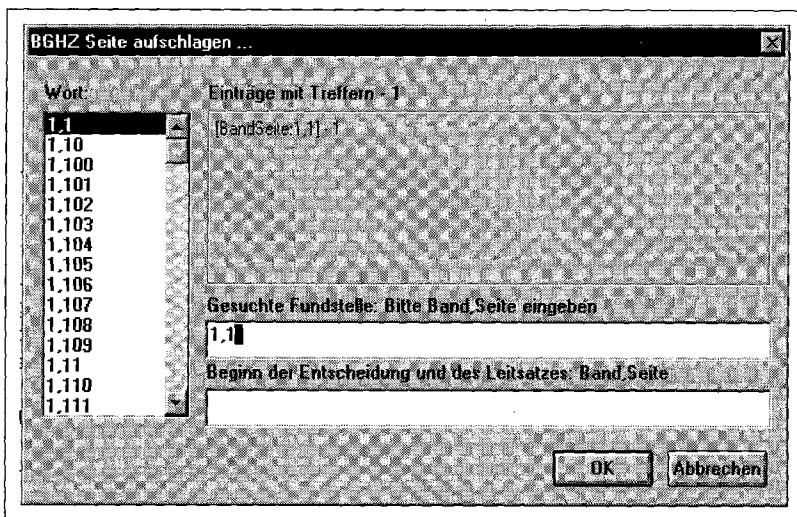 BGHZ Seite aufschlagen ...
Wort:
1,1
1,10
1,100
1,101
1,102
1,103
1,104
1,105
1,106
1,107
1,108
1,109
1,11
1,110
1,111
Einträge mit Treffern - 1
[BandSeite:1,1] - 1
Gesuchte Fundstelle: Bitte Band,Seite eingeben
1,1
Beginn der Entscheidung und des Leitsatzes: Band,Seite
OK
Abbrechen